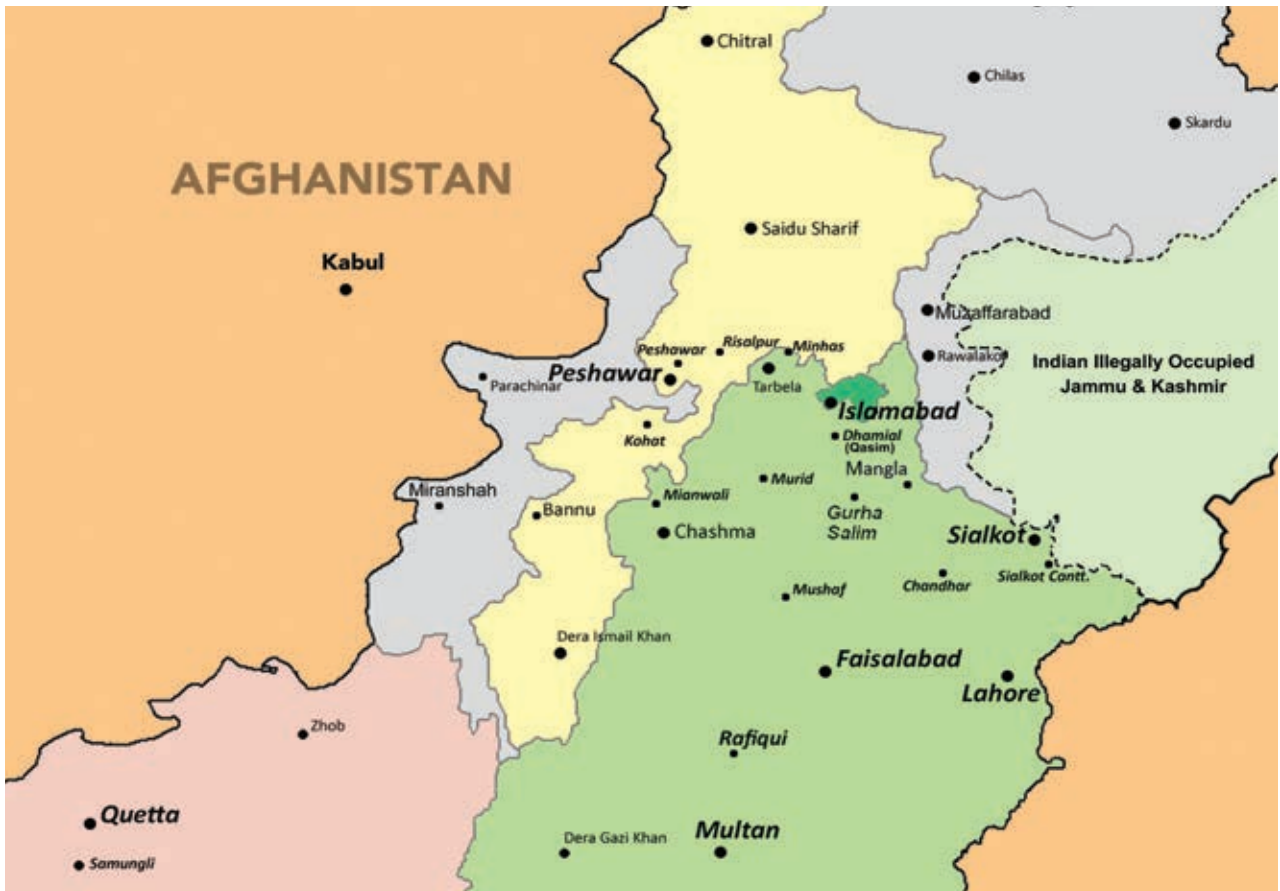 Chitral
Chilas
Skardu
AFGHANISTAN
Saidu Sharif
Kabul
Muzaffarabad
Peshawar
Risalpur
Minhas
Rawalakot
Indian Illegally Occupied
Jammu & Kashmir
Peshawar
Parachinar
Tarbela
Islamabad
Kohat
Dhamial
(Qasim)
Mangla
Murid
Miranshah
Mianwali
Bannu
Gurha
Salim
Chashma
Sialkot
Sialkot Cantt.
Chandhar
Mushaf
Dera Ismail Khan
Faisalabad
Lahore
Zhob
Rafiqui
Quetta
Multan
Dera Gazi Khan
Samungli